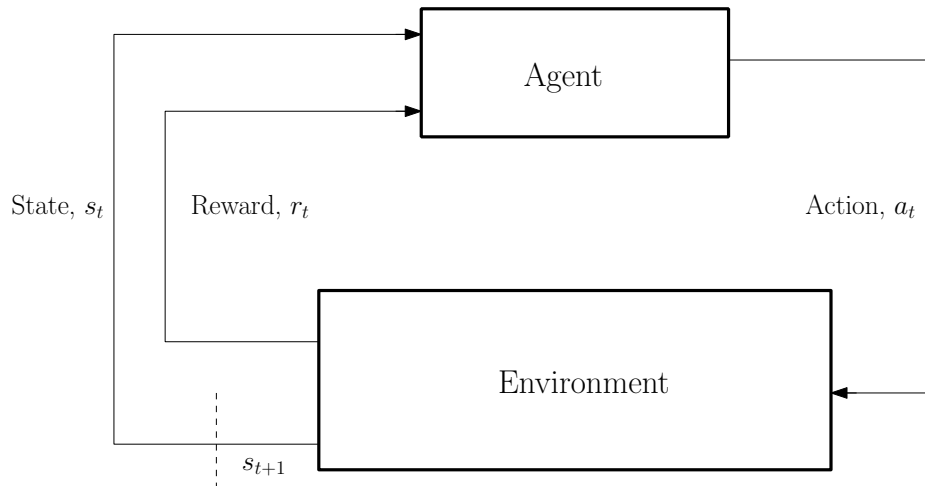 Agent
State, $s_t$
Reward, $r_t$
Action, $a_t$
Environment
$s_{t+1}$